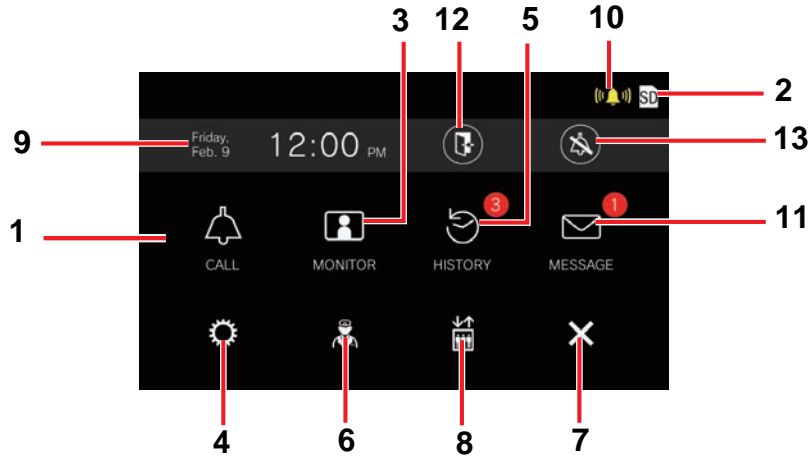 3 12 5 10
SD 2
9 Friday, 12:00 PM 13
Feb. 9
3 1
1 11
CALL MONITOR HISTORY MESSAGE
4 6 8 7